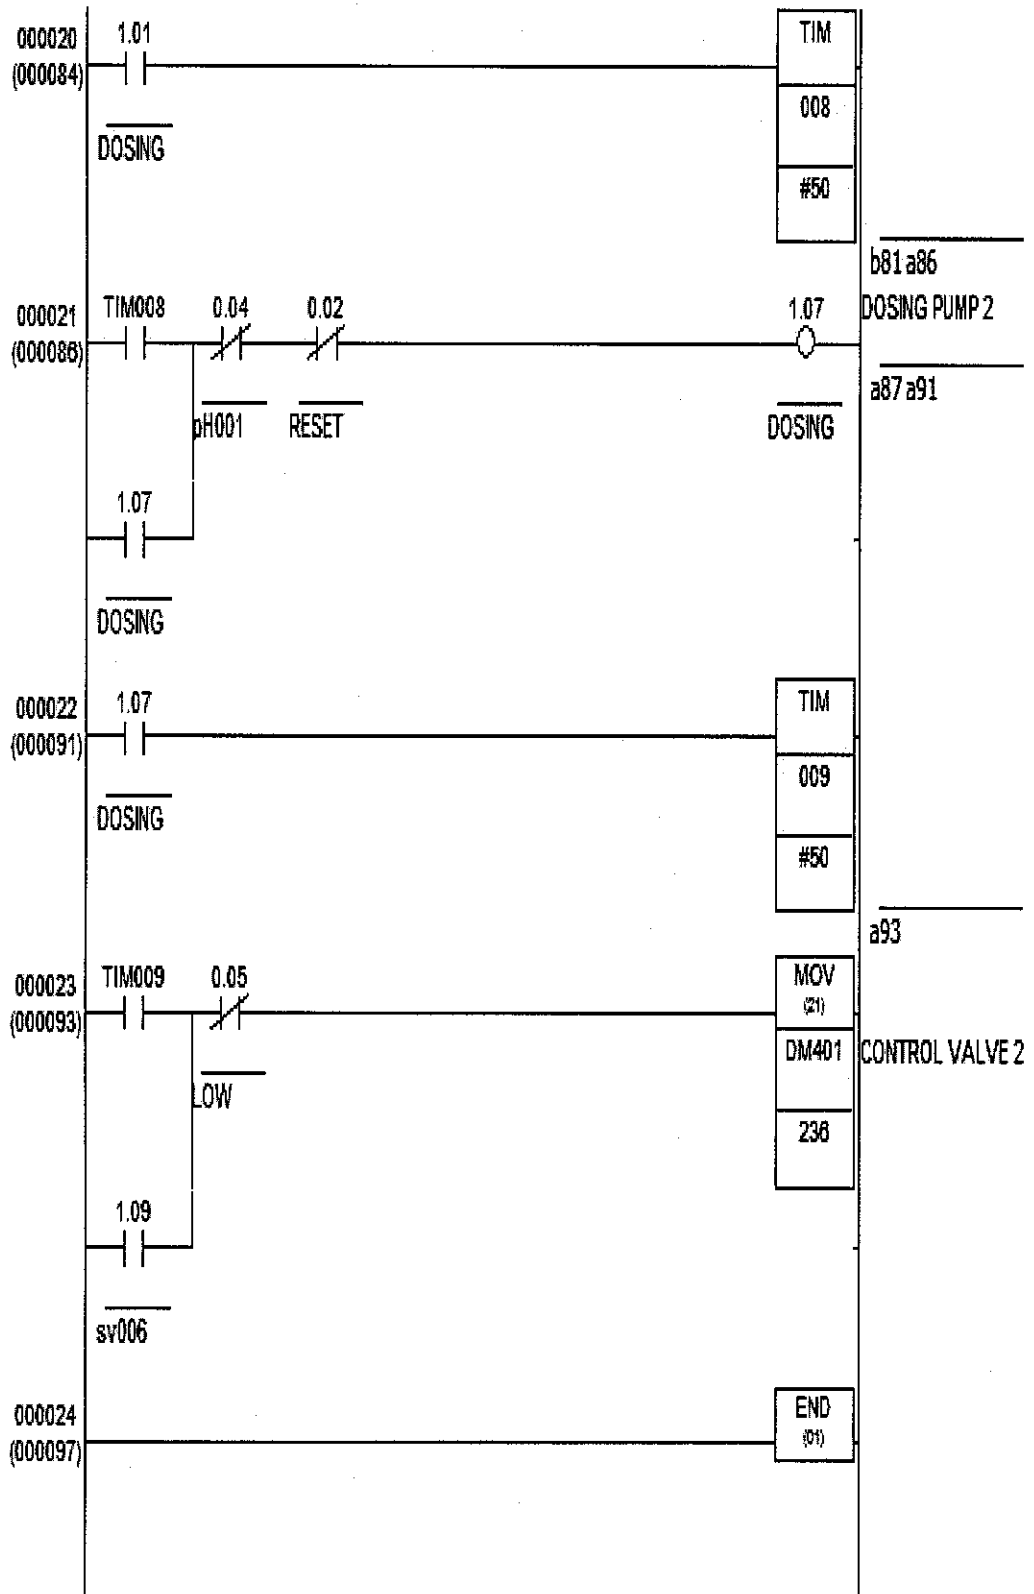 000020
(000084)
1.01
DOSING
TIM
008
#50
b81 a86
000021
(000086)
TIM008
0.04
0.02
1.07
DOSING PUMP 2
pH001
RESET
DOSING
a87 a91
1.07
DOSING
000022
(000091)
1.07
DOSING
TIM
009
#50
a93
000023
(000093)
TIM009
0.05
LOW
MOV
(21)
DM401
CONTROL VALVE 2
236
1.09
sv006
000024
(000097)
END
(01)